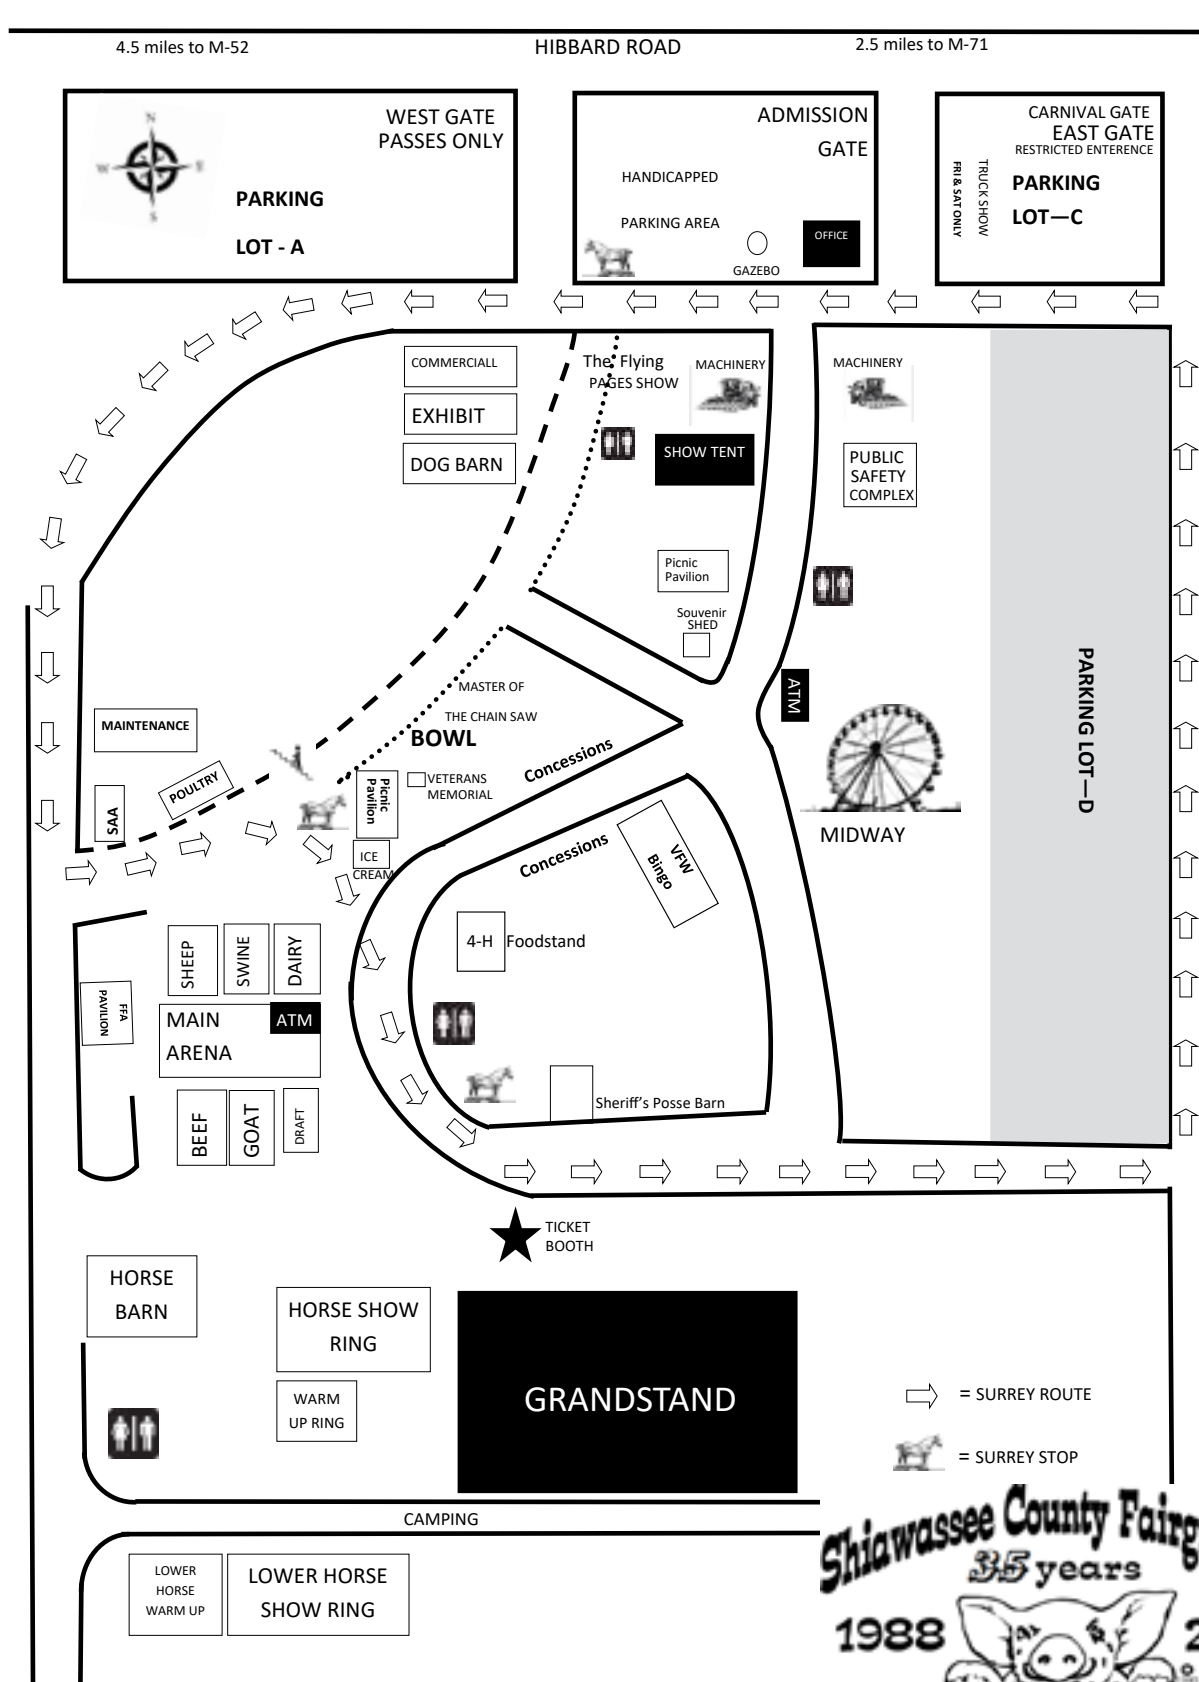 4.5 miles to M-52
HIBBARD ROAD
2.5 miles to M-71
N
W
E
S
WEST GATE
PASSES ONLY
PARKING
LOT - A
ADMISSION
GATE
HANDICAPPED
PARKING AREA
GAZEBO
OFFICE
CARNIVAL GATE
EAST GATE
RESTRICTED ENTERENCE
PARKING
LOT—C
TRUCK SHOW
FRI & SAT ONLY
COMMERCIALL
EXHIBIT
DOG BARN
The Flying
PAGES SHOW
MACHINERY
SHOW TENT
MACHINERY
PUBLIC
SAFETY
COMPLEX
Picnic
Pavilion
Souvenir
SHED
PARKING LOT—D
ATM
MIDWAY
MASTER OF
THE CHAIN SAW
BOWL
MAINTENANCE
POULTRY
SAA
Picnic
Pavilion
VETERANS
MEMORIAL
Concessions
ICE
CREAM
Concessions
VFW
Bingo
4-H Foodstand
SHEEP
SWINE
DAIRY
FFA
PAVILION
MAIN
ARENA
ATM
BEEF
GOAT
DRAFT
Sheriff's Posse Barn
TICKET
BOOTH
HORSE
BARN
HORSE SHOW
RING
WARM
UP RING
GRANDSTAND
= SURREY ROUTE
= SURREY STOP
CAMPING
LOWER
HORSE
WARM UP
LOWER HORSE
SHOW RING
Shiawassee County Fairg
35 years
1988
2